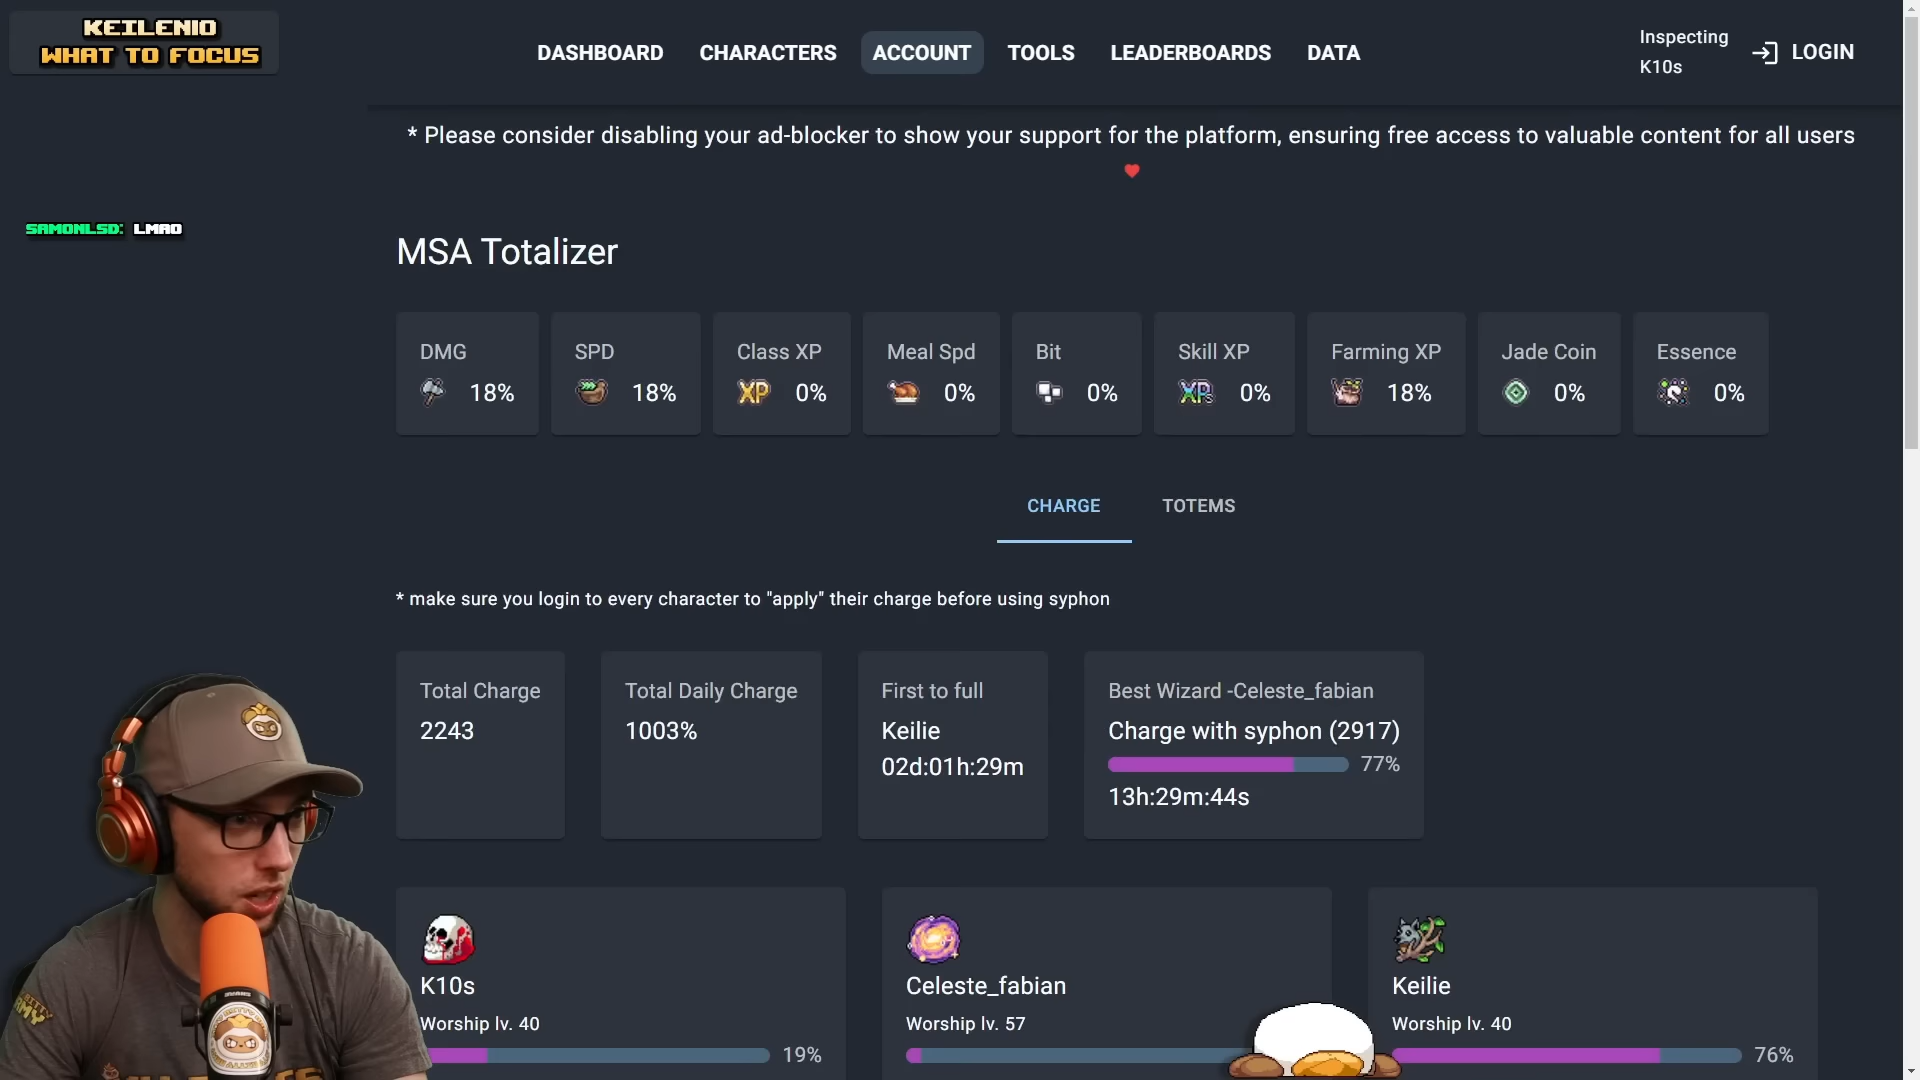 KEILENIO
WHAT TO FOCUS
DASHBOARD CHARACTERS ACCOUNT TOOLS LEADERBOARDS DATA
Inspecting
K10s
LOGIN
* Please consider disabling your ad-blocker to show your support for the platform, ensuring free access to valuable content for all users
SAMONLSD: LMAO
MSA Totalizer
DMG SPD Class XP Meal Spd Bit Skill XP Farming XP Jade Coin Essence
18% 18% XP 0% 0% 0% XP 0% 18% 0% 0%
CHARGE TOTEMS
* make sure you login to every character to "apply" their charge before using syphon
Total Charge
2243
Total Daily Charge
1003%
First to full
Keilie
02d:01h:29m
Best Wizard -Celeste_fabian
Charge with syphon (2917)
77%
13h:29m:44s
K10s
Worship lv. 40
19%
Celeste_fabian
Worship lv. 57
Keilie
Worship lv. 40
76%